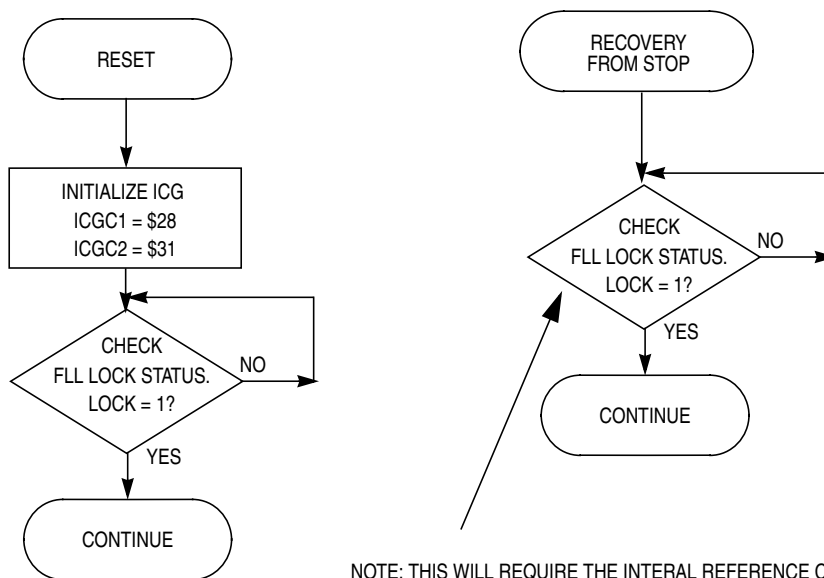 RESET
INITIALIZE ICG
ICGC1 = $28
ICGC2 = $31
CHECK
FLL LOCK STATUS.
LOCK = 1?
NO
YES
CONTINUE
RECOVERY
FROM STOP
CHECK
FLL LOCK STATUS.
LOCK = 1?
NO
YES
CONTINUE
NOTE: THIS WILL REQUIRE THE INTERAL REFERENCE